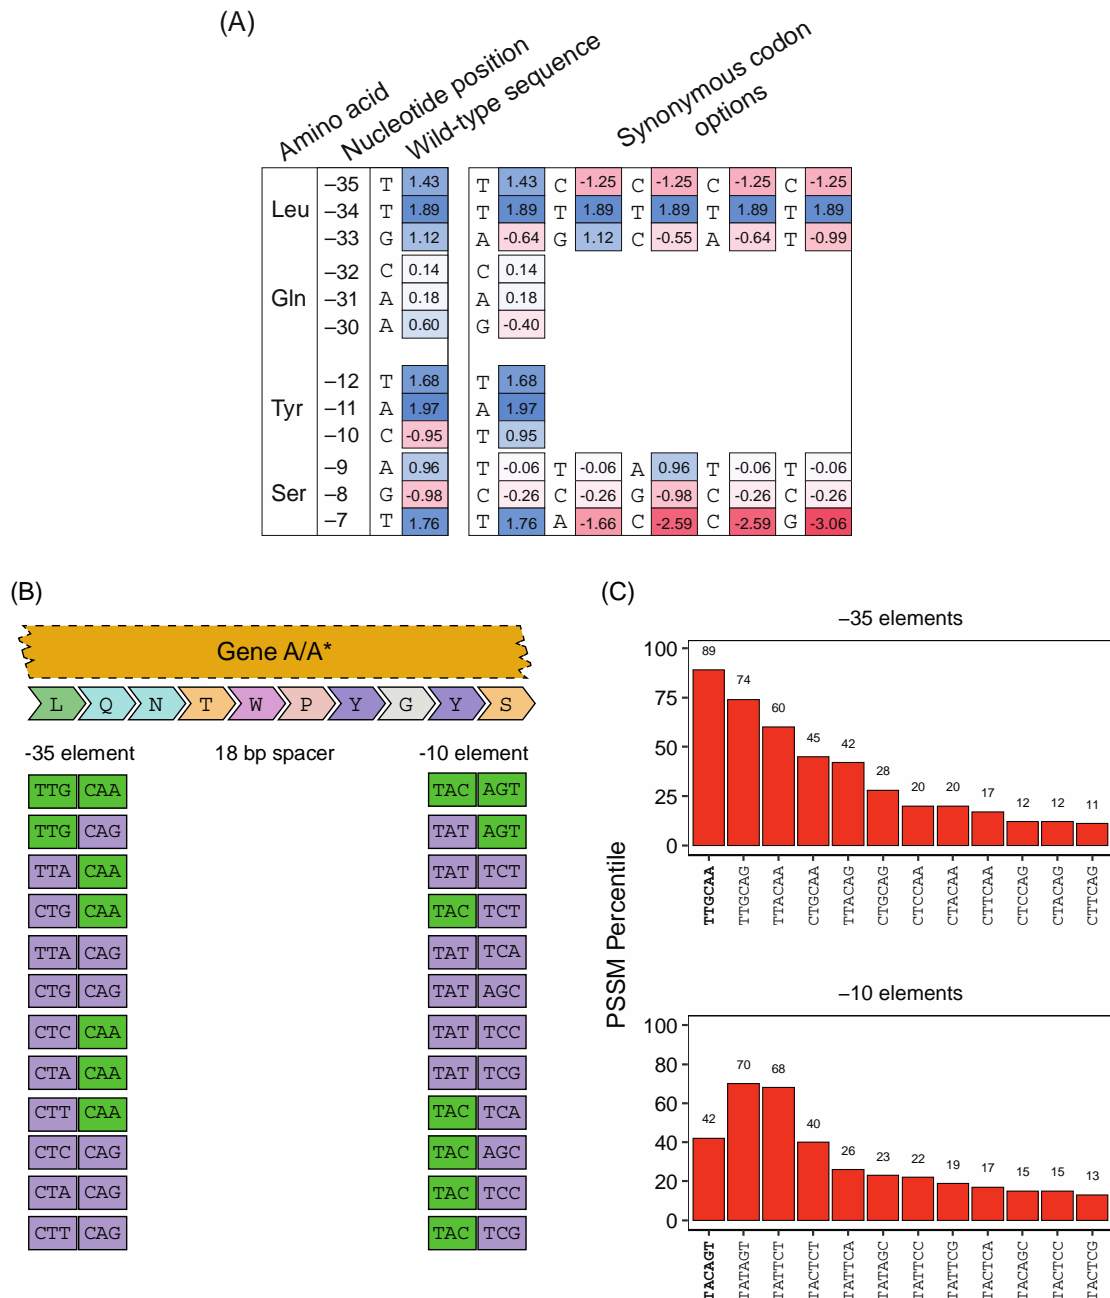 (A)
Amino acid
Nucleotide position
Wild-type sequence
Synonymous codon
options
Leu
–35 T 1.43 T 1.43 C -1.25 C -1.25 C -1.25 C -1.25
–34 T 1.89 T 1.89 T 1.89 T 1.89 T 1.89 T 1.89
–33 G 1.12 A -0.64 G 1.12 C -0.55 A -0.64 T -0.99
Gln
–32 C 0.14 C 0.14
–31 A 0.18 A 0.18
–30 A 0.60 G -0.40
Tyr
–12 T 1.68 T 1.68
–11 A 1.97 A 1.97
–10 C -0.95 T 0.95
Ser
–9 A 0.96 T -0.06 T -0.06 A 0.96 T -0.06 T -0.06
–8 G -0.98 C -0.26 C -0.26 G -0.98 C -0.26 C -0.26
–7 T 1.76 T 1.76 A -1.66 C -2.59 C -2.59 G -3.06
(B)
Gene A/A*
L Q N T W P Y G Y S
-35 element 18 bp spacer -10 element
TTG CAA TAC AGT
TTG CAG TAT AGT
TTA CAA TAT TCT
CTG CAA TAC TCT
TTA CAG TAT TCA
CTG CAG TAT AGC
CTC CAA TAT TCC
CTA CAA TAT TCG
CTT CAA TAC TCA
CTC CAG TAC AGC
CTA CAG TAC TCC
CTT CAG TAC TCG
(C)
PSSM Percentile
–35 elements
100
75
50
25
0
89 74 60 45 42 28 20 20 17 12 12 11
TTGCAA
TTGCAG
TTACAA
CTGCAA
TTACAG
CTGCAG
CTCCAA
CTACAA
CTTCAA
CTCCAG
CTACAG
CTTCAG
–10 elements
100
80
60
40
20
0
42 70 68 40 26 23 22 19 17 15 15 13
TACAGT
TATAGT
TATTCT
TACTCT
TATTCA
TATAGC
TATTCC
TATTCG
TACTCA
TACAGC
TACTCC
TACTCG